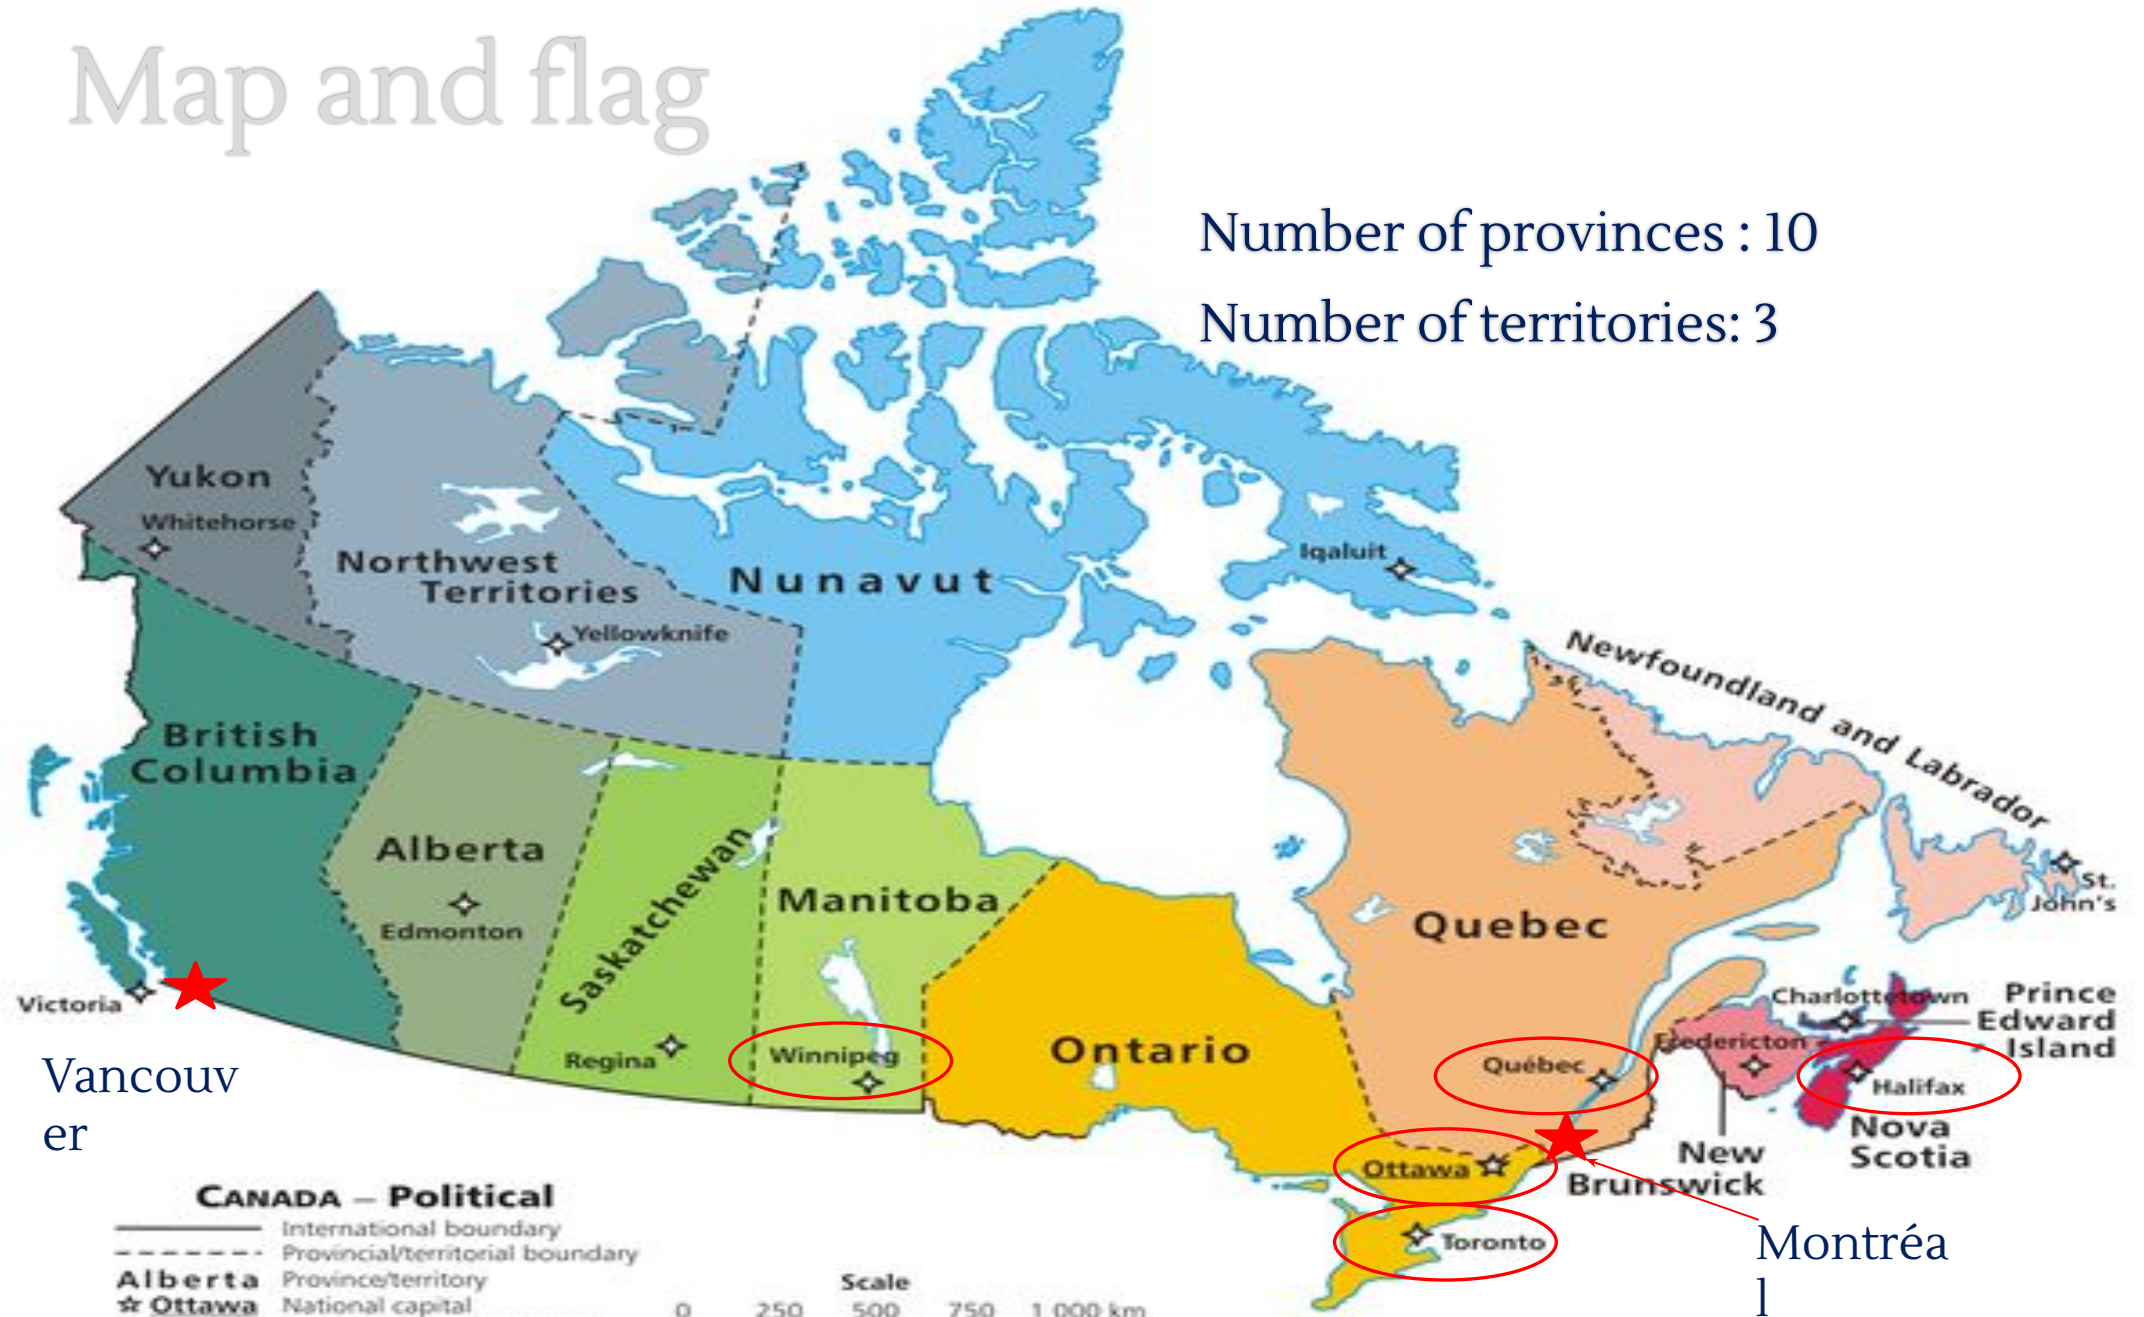 Map and flag
Number of provinces : 10
Number of territories: 3
Yukon
Whitehorse
Northwest
Territories
Yellowknife
Nunavut
Iqaluit
Newfoundland and Labrador
St.
John's
British
Columbia
Victoria
Vancouv
er
Alberta
Edmonton
Saskatchewan
Regina
Manitoba
Winnipeg
Ontario
Ottawa
Toronto
Quebec
Québec
Montréa
l
Charlottetown
Prince
Edward
Island
Fredericton
New
Brunswick
Halifax
Nova
Scotia
CANADA – Political
International boundary
Provincial/territorial boundary
Alberta Province/territory
Ottawa National capital
Scale
0 250 500 750 1 000 km